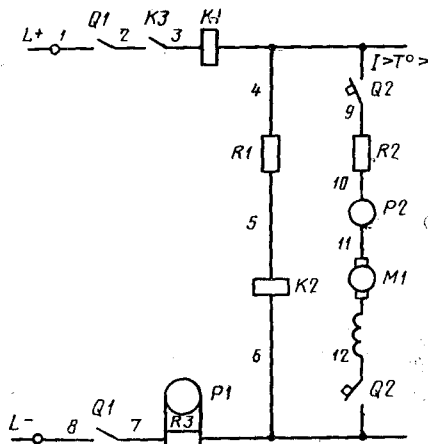 L+ 1 Q1 2 K3 3 K1
I>T°>
4 Q2
9
R1 R2
10
P2
5 11
K2 M1
6 12
P1 Q2
L- 8 Q1 7 R3